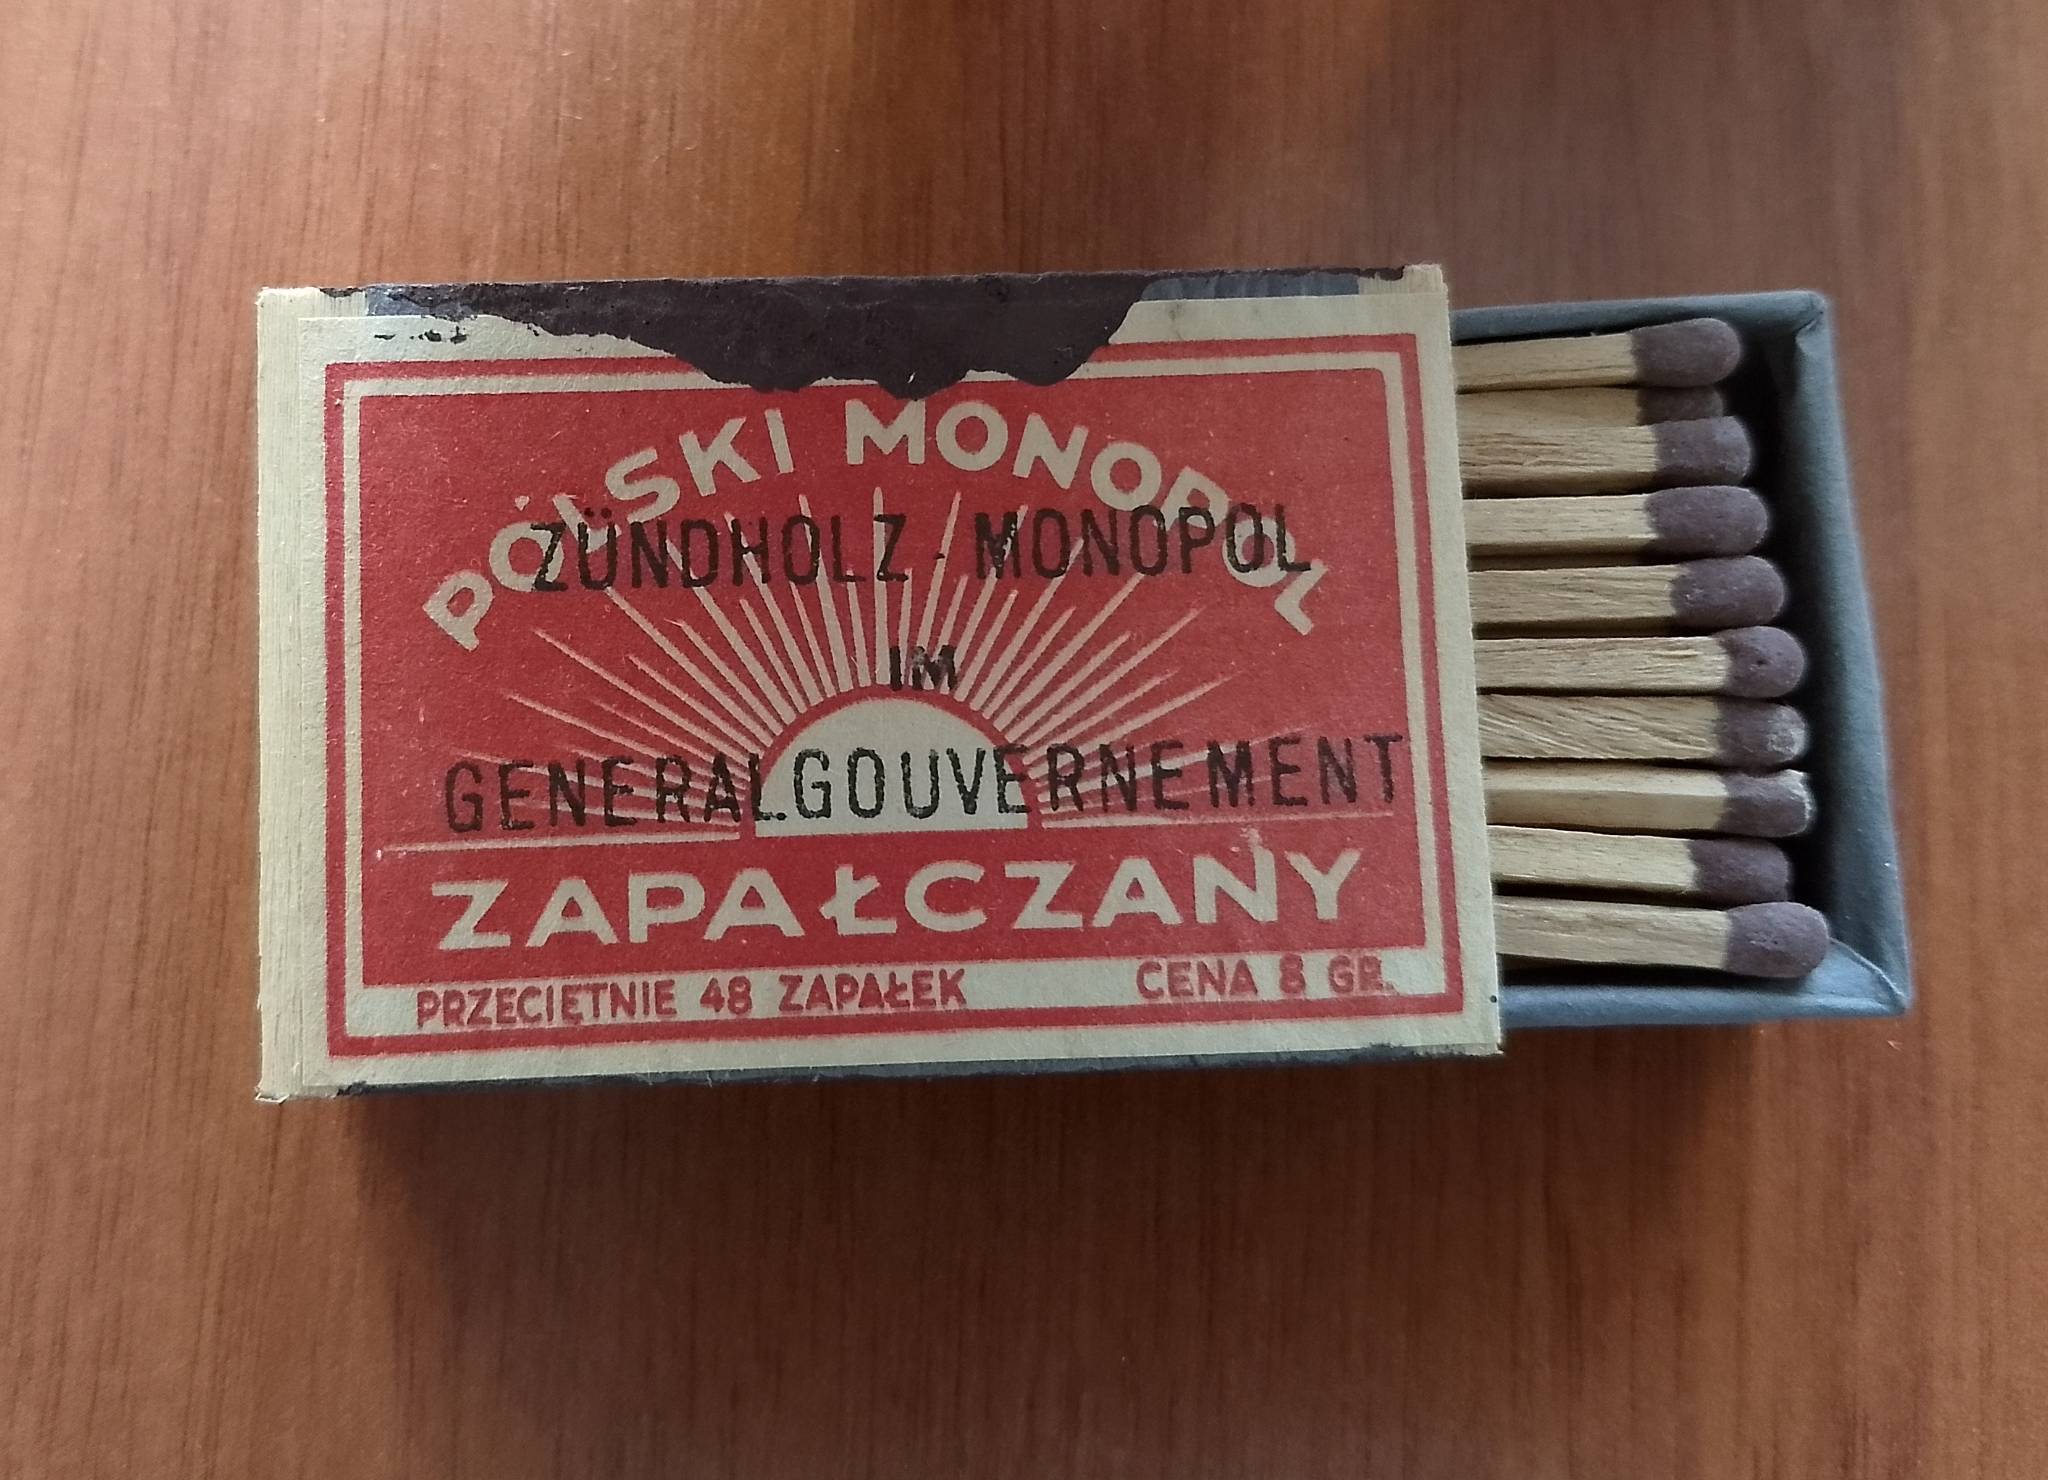 POLSKI MONOPOL
ZÜNDHOLZ-MONOPOL
IM
GENERALGOUVERNEMENT
ZAPAŁCZANY
PRZECIĘTNIE 48 ZAPAŁEK CENA 8 GR.